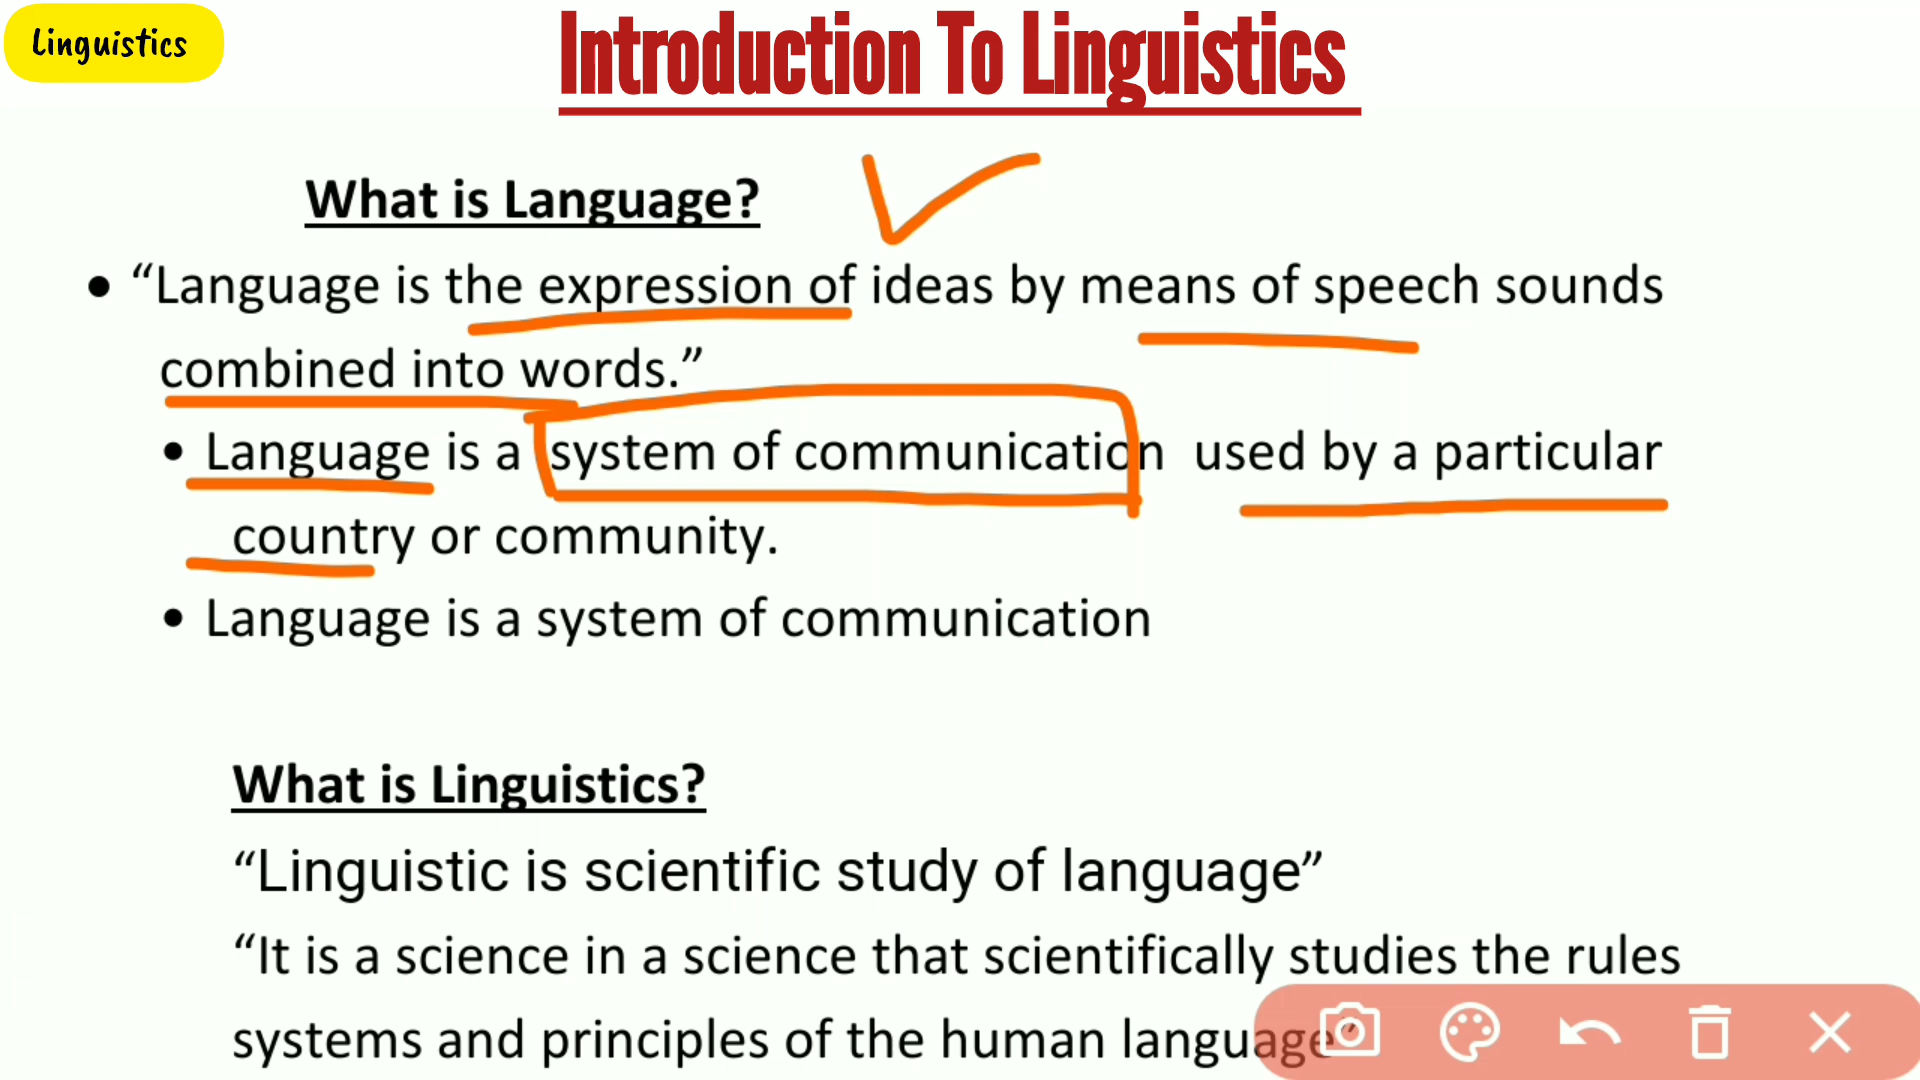 Linguistics
Introduction To Linguistics
What is Language?
• “Language is the expression of ideas by means of speech sounds
combined into words.”
• Language is a system of communication used by a particular
country or community.
• Language is a system of communication
What is Linguistics?
“Linguistic is scientific study of language”
“It is a science in a science that scientifically studies the rules
systems and principles of the human language”